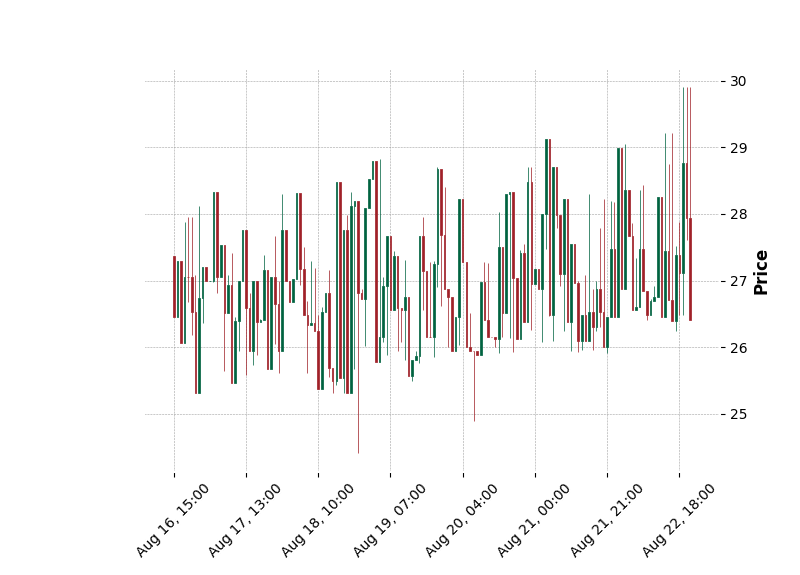 30
29
28
27
26
25
Price
Aug 16, 15:00
Aug 17, 13:00
Aug 18, 10:00
Aug 19, 07:00
Aug 20, 04:00
Aug 21, 00:00
Aug 21, 21:00
Aug 22, 18:00